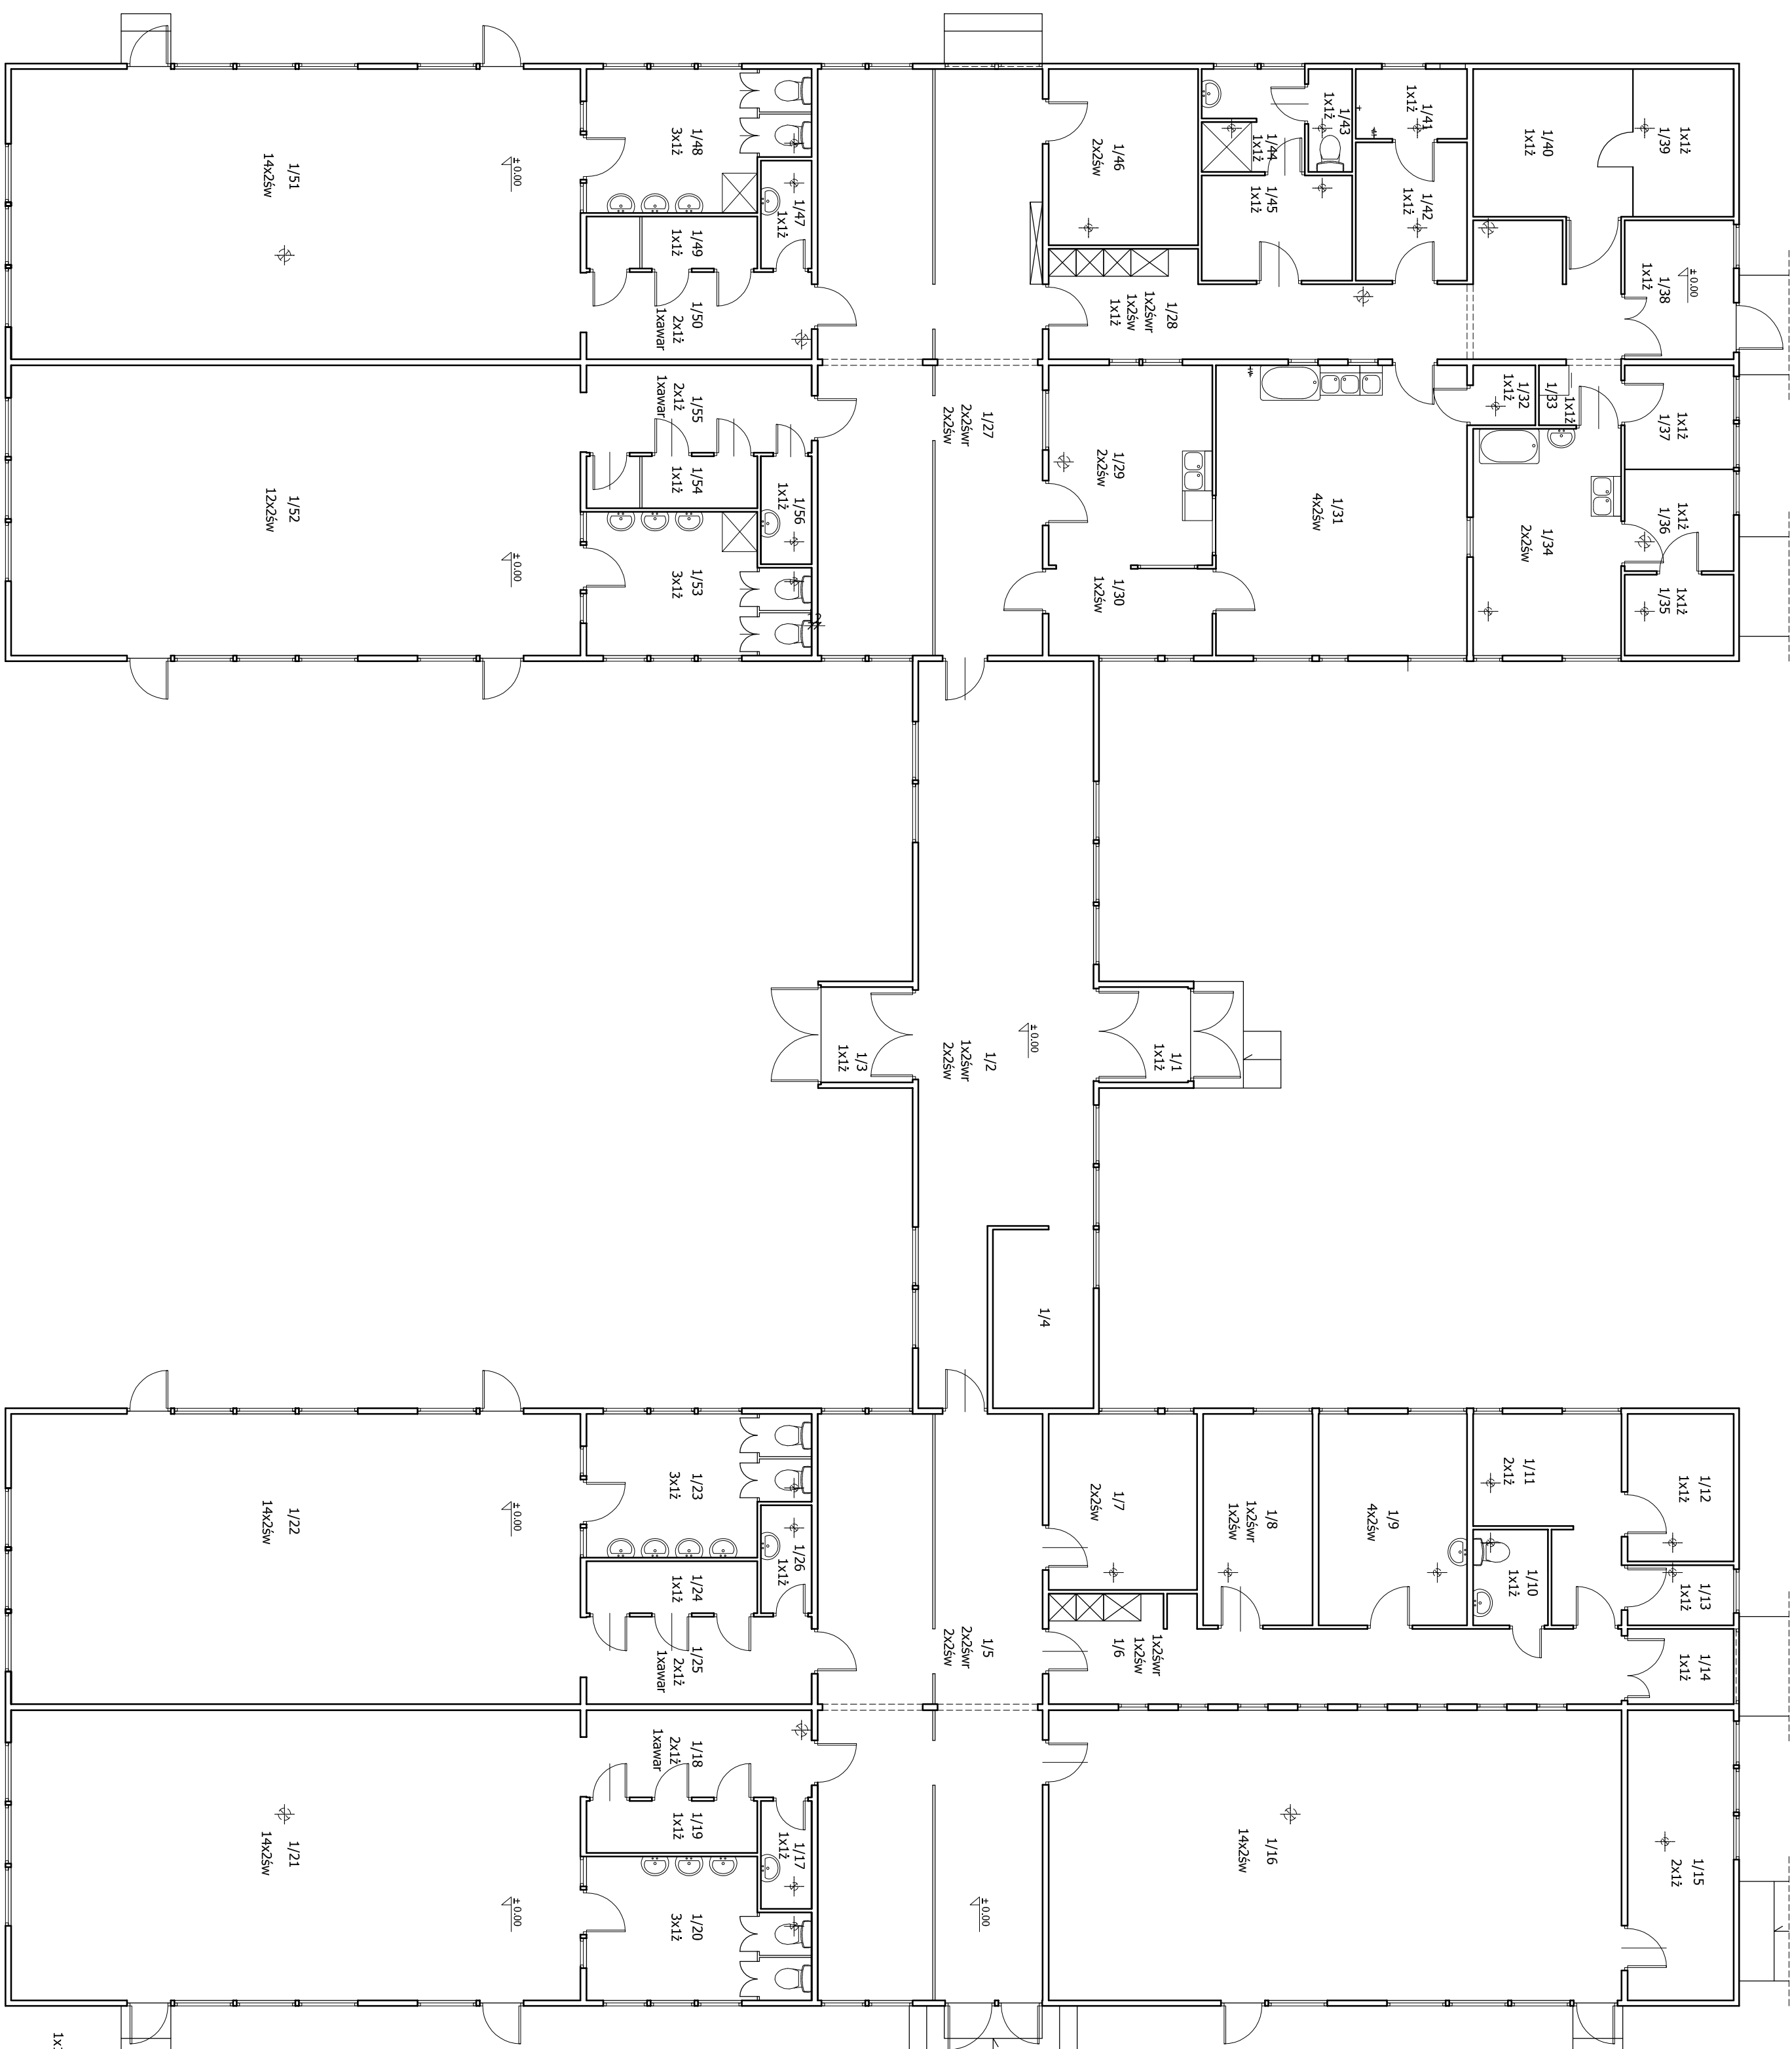 1/51
14x2św
± 0.00
1/48
3x1ż
1/47
1x1ż
1/49
1x1ż
1/50
2x1ż
1xawar
1/55
2x1ż
1xawar
1/54
1x1ż
1/56
1x1ż
1/52
12x2św
± 0.00
1/53
3x1ż
1/27
2x2świr
2x2św
1/46
2x2św
1/43
1x1ż
1/44
1x1ż
1/45
1x1ż
1/41
1x1ż
1/42
1x1ż
1/40
1x1ż
1x1ż
1/39
1/38
1x1ż
± 0.00
1/28
1x2śwr
1x2św
1x1ż
1/29
2x2św
1/30
1x2św
1/31
4x2św
1/32
1x1ż
1x1ż
1/33
1/34
2x2św
1x1ż
1/37
1x1ż
1/36
1x1ż
1/35
1/1
1x1ż
± 0.00
1/2
1x2śwr
2x2św
1/3
1x1ż
1/4
1/22
14x2św
± 0.00
1/23
3x1ż
1/26
1x1ż
1/24
1x1ż
1/25
2x1ż
1xawar
1/5
2x2śwr
2x2św
1/7
2x2św
1/8
1x2śwr
1x2św
1/9
4x2św
1/11
2x1ż
1/12
1x1ż
1/10
1x1ż
1/13
1x1ż
1/14
1x1ż
1x2śwr
1x2św
1/6
1/18
2x1ż
1xawar
1/19
1x1ż
1/17
1x1ż
1/21
14x2św
± 0.00
1/20
3x1ż
± 0.00
1/16
14x2św
1/15
2x1ż